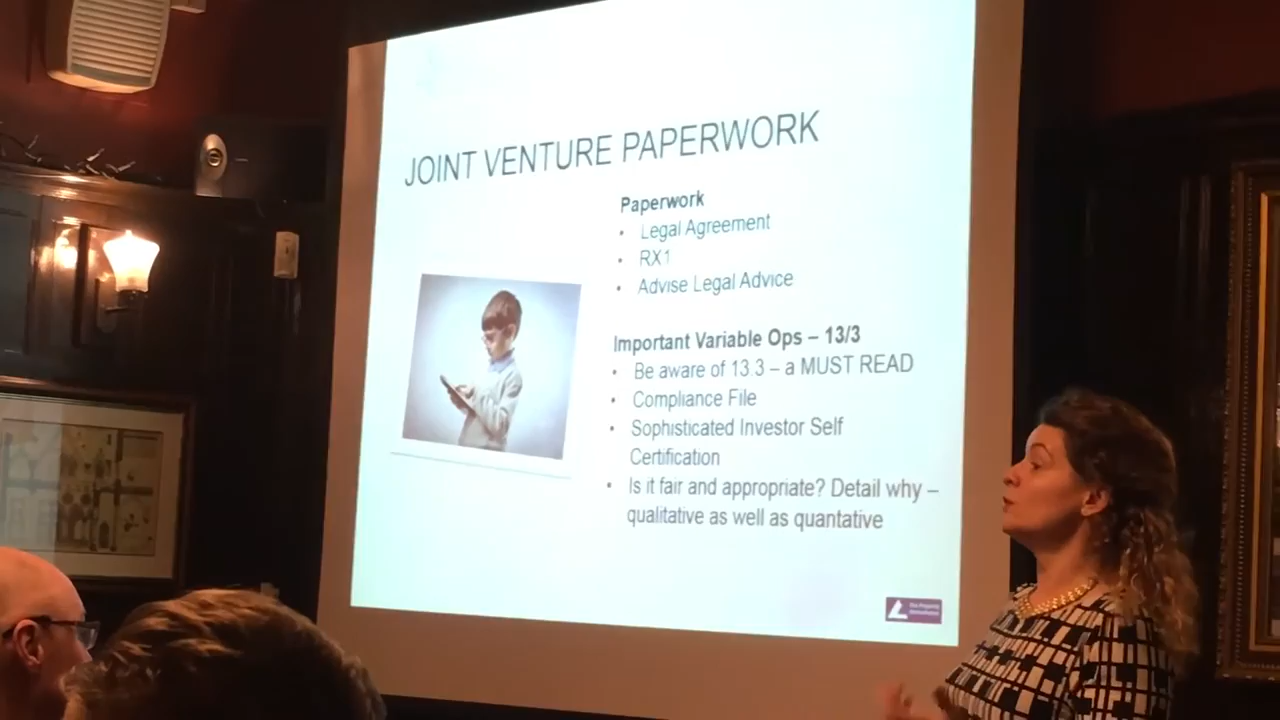 JOINT VENTURE PAPERWORK
Paperwork
• Legal Agreement
• RX1
• Advise Legal Advice
Important Variable Ops – 13/3
• Be aware of 13.3 – a MUST READ
• Compliance File
• Sophisticated Investor Self
Certification
• Is it fair and appropriate? Detail why –
qualitative as well as quantative